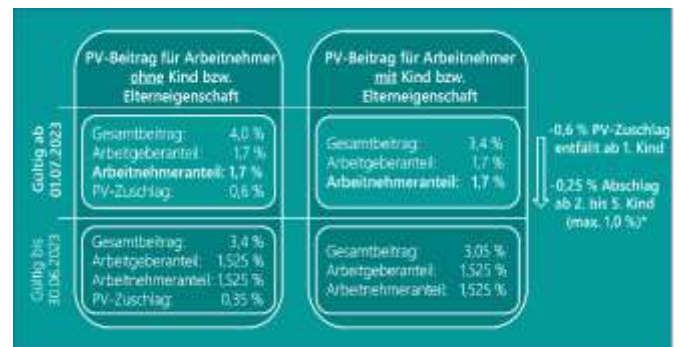 PV-Beitrag für Arbeitnehmer
ohne Kind bzw.
Elterneigenschaft
PV-Beitrag für Arbeitnehmer
mit Kind bzw.
Elterneigenschaft
Gültig ab
01.07.2023
Gesamtbeitrag: 4,0 %
Arbeitgeberanteil: 1,7 %
Arbeitnehmeranteil: 1,7 %
PV-Zuschlag: 0,6 %
Gesamtbeitrag: 3,4 %
Arbeitgeberanteil: 1,7 %
Arbeitnehmeranteil: 1,7 %
-0,6 % PV-Zuschlag
entfällt ab 1. Kind
-0,25 % Abschlag
ab 2. bis 5. Kind
(max. 1,0 %)*
Gültig bis
30.06.2023
Gesamtbeitrag: 3,4 %
Arbeitgeberanteil: 1,525 %
Arbeitnehmeranteil: 1,525 %
PV-Zuschlag: 0,35 %
Gesamtbeitrag 3,05 %
Arbeitgeberanteil: 1,525 %
Arbeitnehmeranteil: 1,525 %